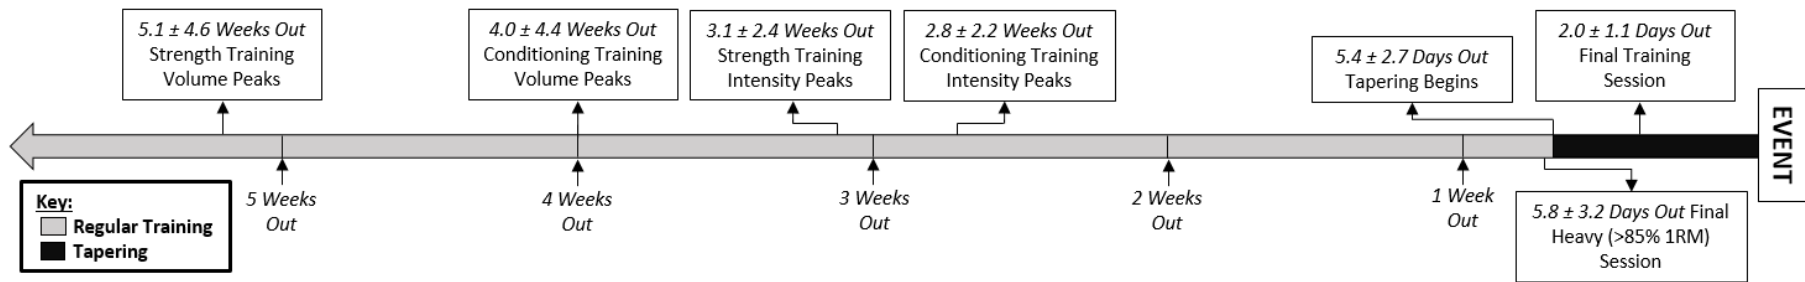 5.1 ± 4.6 Weeks Out
Strength Training
Volume Peaks
4.0 ± 4.4 Weeks Out
Conditioning Training
Volume Peaks
3.1 ± 2.4 Weeks Out
Strength Training
Intensity Peaks
2.8 ± 2.2 Weeks Out
Conditioning Training
Intensity Peaks
5.4 ± 2.7 Days Out
Tapering Begins
2.0 ± 1.1 Days Out
Final Training
Session
EVENT
Key:
Regular Training
Tapering
5 Weeks
Out
4 Weeks
Out
3 Weeks
Out
2 Weeks
Out
1 Week
Out
5.8 ± 3.2 Days Out Final
Heavy (>85% 1RM)
Session